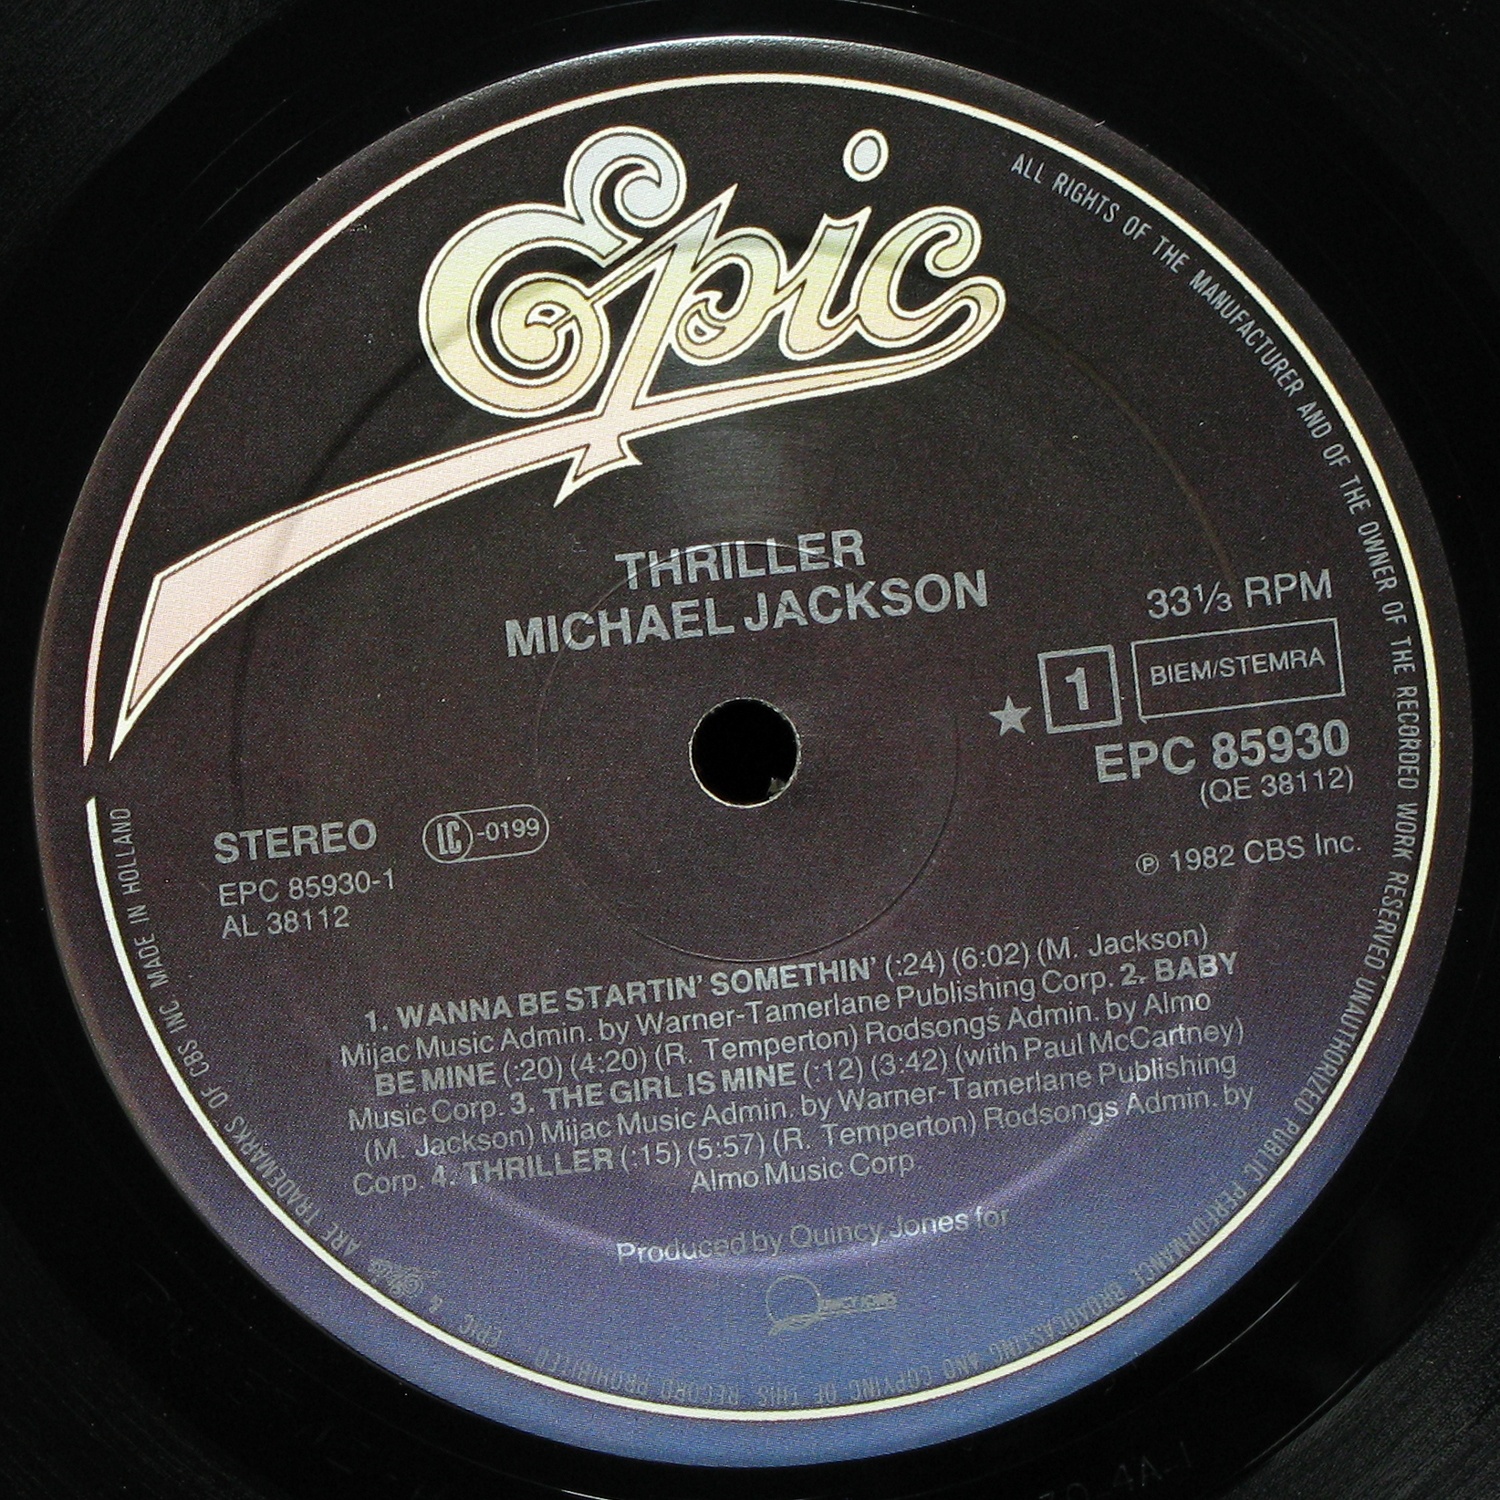 Epic
ALL RIGHTS OF THE MANUFACTURER AND OF THE OWNER OF THE RECORDED WORK RESERVED UNAUTHORIZED PUBLIC PERFORMANCE BROADCASTING AND COPYING OF THIS RECORD PROHIBITED
THRILLER
MICHAEL JACKSON
33⅓ RPM
1
BIEM/STEMRA
EPC 85930
(QE 38112)
STEREO
LC-0199
EPC 85930-1
AL 38112
℗ 1982 CBS Inc.
1. WANNA BE STARTIN' SOMETHIN' (:24) (6:02) (M. Jackson)
Mijac Music Admin. by Warner-Tamerlane Publishing Corp. 2. BABY
BE MINE (:20) (4:20) (R. Temperton) Rodsongs Admin. by Almo
Music Corp. 3. THE GIRL IS MINE (:12) (3:42) (with Paul McCartney)
(M. Jackson) Mijac Music Admin. by Warner-Tamerlane Publishing
Corp. 4. THRILLER (:15) (5:57) (R. Temperton) Rodsongs Admin. by
Almo Music Corp.
Produced by Quincy Jones for
QUINCY JONES
EPIC & Epic ARE TRADEMARKS OF CBS INC MADE IN HOLLAND